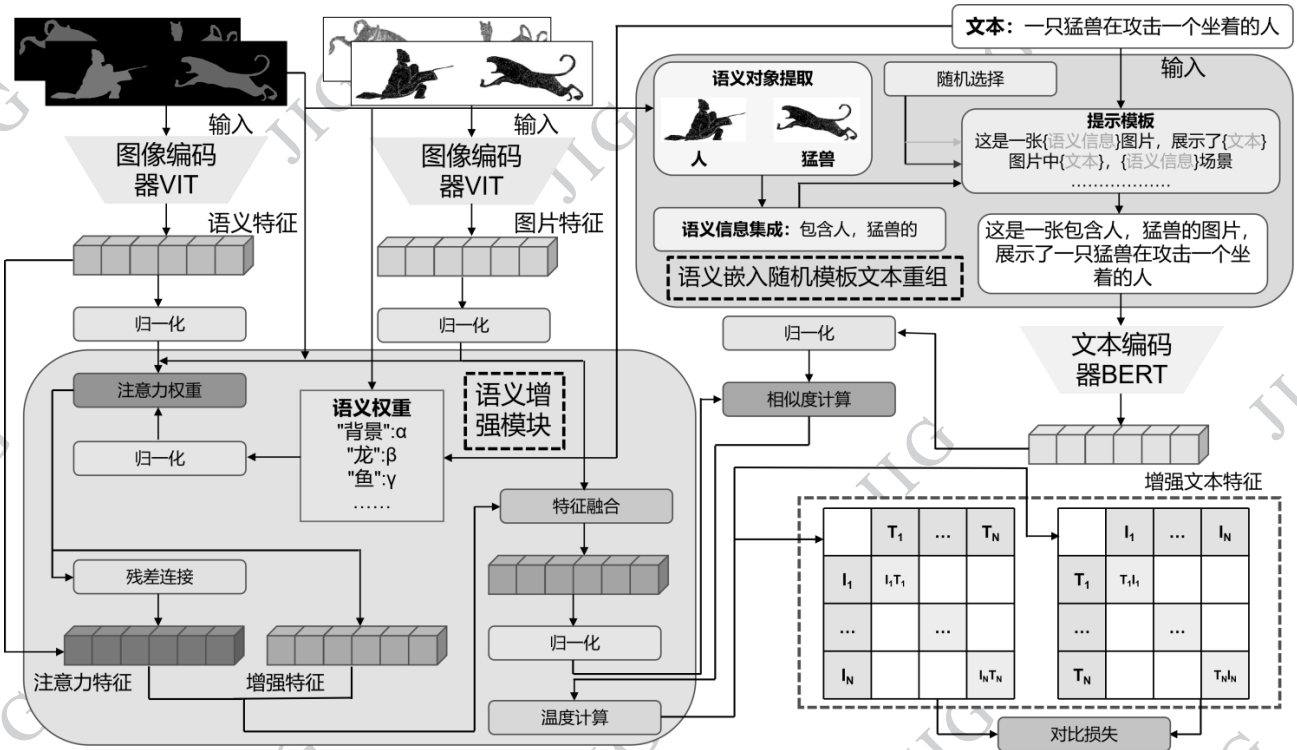 文本：一只猛兽在攻击一个坐着的人
输入
输入
输入
图像编码
器VIT
图像编码
器VIT
语义特征
图片特征
归一化
归一化
语义对象提取
人
猛兽
随机选择
提示模板
这是一张{语义信息}图片，展示了{文本}
图片中{文本}，{语义信息}场景
………………
语义信息集成：包含人，猛兽的
语义嵌入随机模板文本重组
这是一张包含人，猛兽的图片，
展示了一只猛兽在攻击一个坐
着的人
文本编码
器BERT
增强文本特征
归一化
相似度计算
注意力权重
归一化
语义权重
"背景":α
"龙":β
"鱼":γ
……
语义增
强模块
特征融合
残差连接
归一化
注意力特征
增强特征
温度计算
T1 … TN
I1 I1T1
… …
IN INTN
I1 … IN
T1 T1I1
… …
TN TNIN
对比损失
JIG
JIG
JIG
JIG
JIG